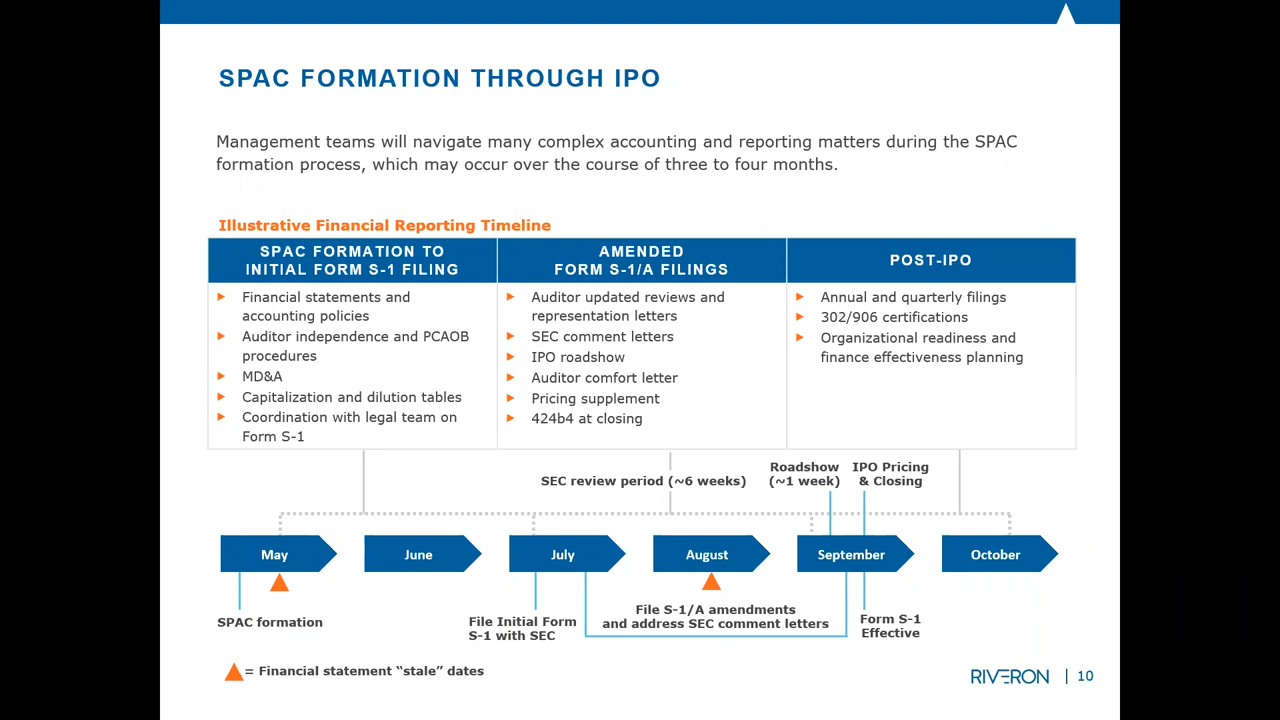 SPAC FORMATION THROUGH IPO
Management teams will navigate many complex accounting and reporting matters during the SPAC
formation process, which may occur over the course of three to four months.
Illustrative Financial Reporting Timeline
SPAC FORMATION TO
INITIAL FORM S-1 FILING
Financial statements and
accounting policies
Auditor independence and PCAOB
procedures
MD&A
Capitalization and dilution tables
Coordination with legal team on
Form S-1
AMENDED
FORM S-1/A FILINGS
Auditor updated reviews and
representation letters
SEC comment letters
IPO roadshow
Auditor comfort letter
Pricing supplement
424b4 at closing
POST-IPO
Annual and quarterly filings
302/906 certifications
Organizational readiness and
finance effectiveness planning
SEC review period (~6 weeks)
Roadshow
(~1 week)
IPO Pricing
& Closing
May
June
July
August
September
October
SPAC formation
File Initial Form
S-1 with SEC
File S-1/A amendments
and address SEC comment letters
Form S-1
Effective
= Financial statement “stale” dates
RIVERON | 10